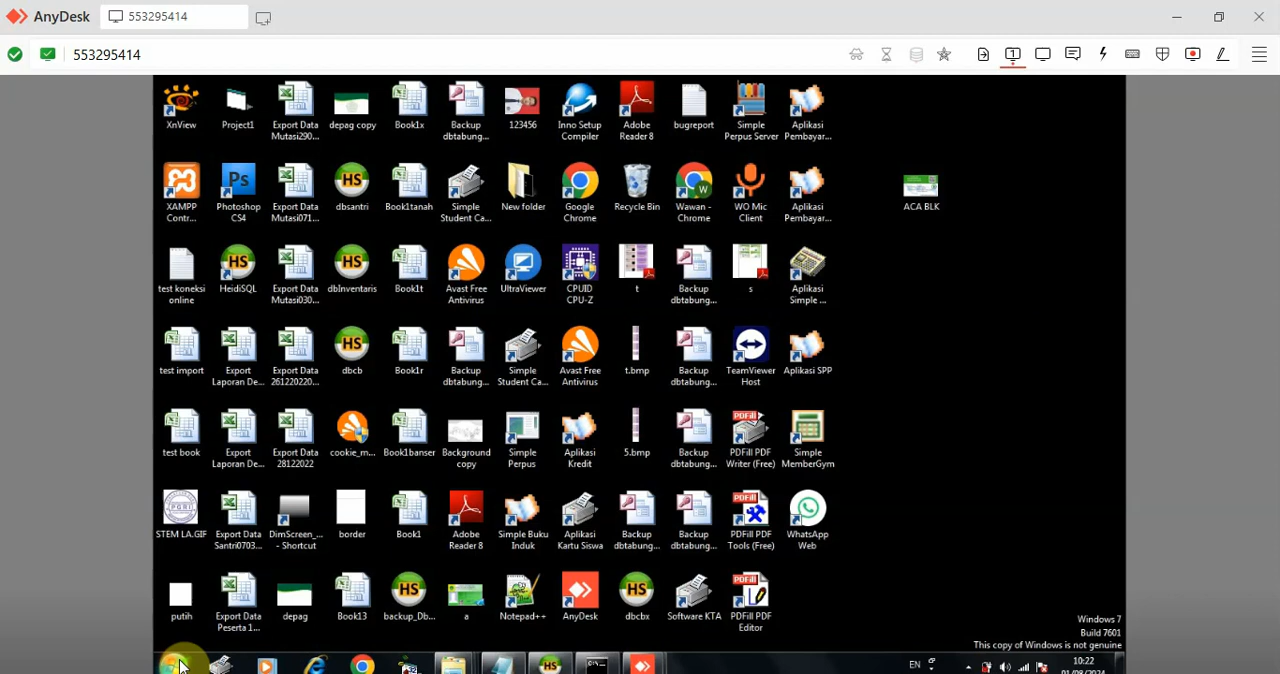 AnyDesk
553295414
553295414
XnView
Project1
Export Data
Mutasi290...
depag copy
Book1x
Backup
dbtabung...
123456
Inno Setup
Compiler
Adobe
Reader 8
bugreport
Simple
Perpus Server
Aplikasi
Pembayar...
XAMPP
Contr...
Photoshop
CS4
Export Data
Mutasi071...
dbsantri
Book1tanah
Simple
Student Ca...
New folder
Google
Chrome
Recycle Bin
Wawan -
Chrome
WO Mic
Client
Aplikasi
Pembayar...
ACA BLK
test koneksi
online
HeidiSQL
Export Data
Mutasi030...
dbInventaris
Book1t
Avast Free
Antivirus
UltraViewer
CPUID
CPU-Z
t
Backup
dbtabung...
s
Aplikasi
Simple ...
test import
Export
Laporan De...
Export Data
261220220...
dbcb
Book1r
Backup
dbtabung...
Simple
Student Ca...
Avast Free
Antivirus
t.bmp
Backup
dbtabung...
TeamViewer
Host
Aplikasi SPP
test book
Export
Laporan De...
Export Data
28122022
cookie_m...
Book1banser
Background
copy
Simple
Perpus
Aplikasi
Kredit
5.bmp
Backup
dbtabung...
PDFill PDF
Writer (Free)
Simple
MemberGym
STEM LA.GIF
Export Data
Santri0703...
DimScreen_...
- Shortcut
border
Book1
Adobe
Reader 8
Simple Buku
Induk
Aplikasi
Kartu Siswa
Backup
dbtabung...
Backup
dbtabung...
PDFill PDF
Tools (Free)
WhatsApp
Web
putih
Export Data
Peserta 1...
depag
Book13
backup_Db...
a
Notepad++
AnyDesk
dbcbx
Software KTA
PDFill PDF
Editor
Windows 7
Build 7601
This copy of Windows is not genuine
EN
10:22
01/08/2024